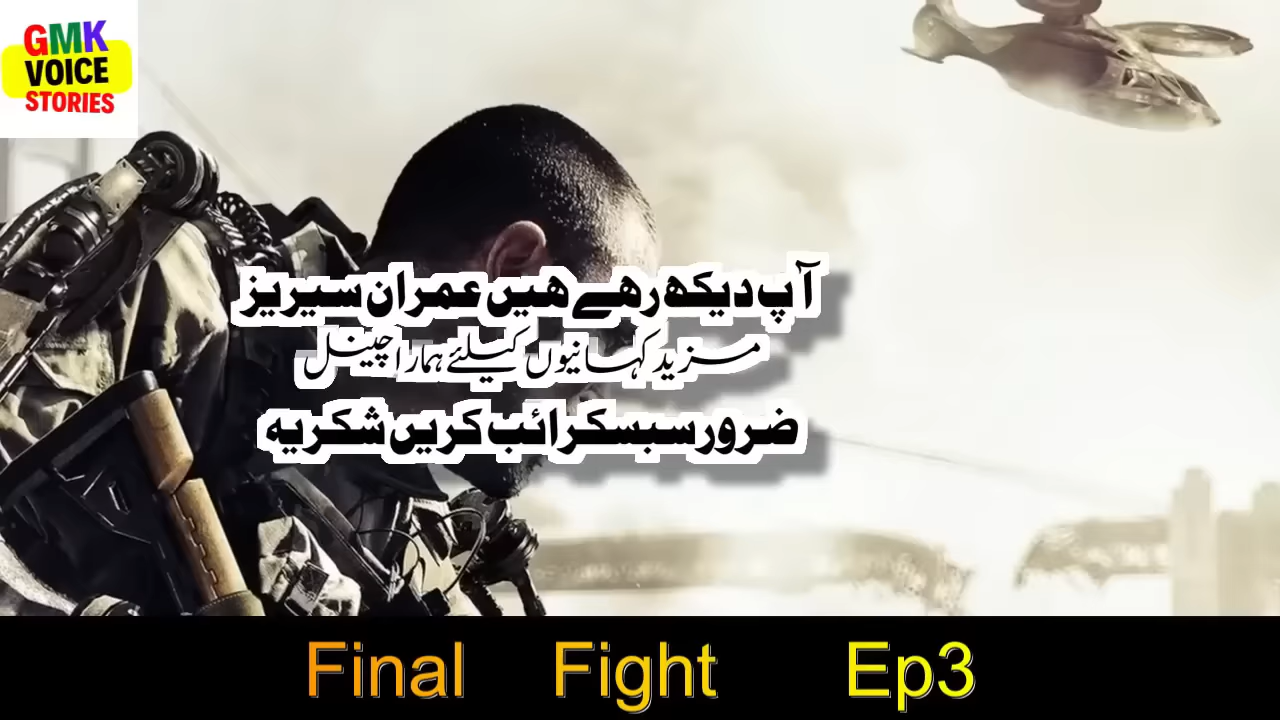 GMK
VOICE
STORIES
آپ دیکھ رہے ھیں عمران سیریز
مزید کہانیوں کیلئے ہمارا چینل
ضرور سبسکرائب کریں شکریہ
Final Fight Ep3